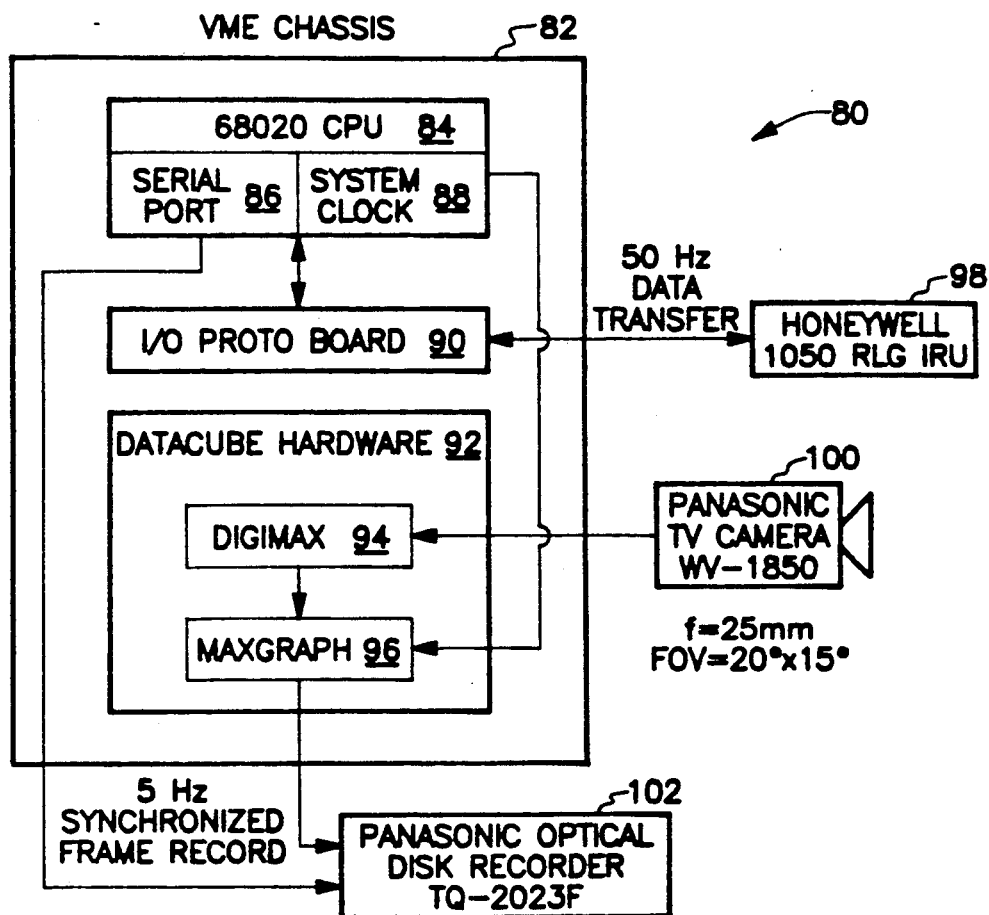 VME CHASSIS
82
80
68020 CPU 84
SERIAL PORT 86
SYSTEM CLOCK 88
50 Hz
DATA
TRANSFER
98
I/O PROTO BOARD 90
HONEYWELL
1050 RLG IRU
DATACUBE HARDWARE 92
100
DIGIMAX 94
PANASONIC
TV CAMERA
WV-1850
MAXGRAPH 96
f=25mm
FOV=20°x15°
5 Hz
SYNCHRONIZED
FRAME RECORD
102
PANASONIC OPTICAL
DISK RECORDER
TQ-2023F